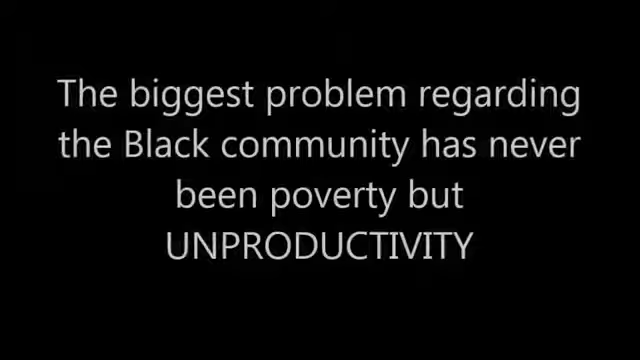 The biggest problem regarding
the Black community has never
been poverty but
UNPRODUCTIVITY